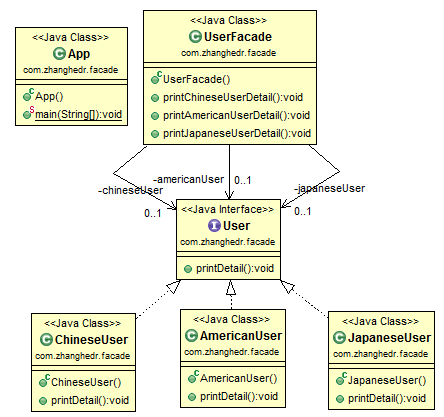 <<Java Class>>
App
com.zhanghedr.facade
App()
main(String[]):void
<<Java Class>>
UserFacade
com.zhanghedr.facade
UserFacade()
printChineseUserDetail():void
printAmericanUserDetail():void
printJapaneseUserDetail():void
-chineseUser
0..1
-americanUser
0..1
-japaneseUser
0..1
<<Java Interface>>
User
com.zhanghedr.facade
printDetail():void
<<Java Class>>
ChineseUser
com.zhanghedr.facade
ChineseUser()
printDetail():void
<<Java Class>>
AmericanUser
com.zhanghedr.facade
AmericanUser()
printDetail():void
<<Java Class>>
JapaneseUser
com.zhanghedr.facade
JapaneseUser()
printDetail():void